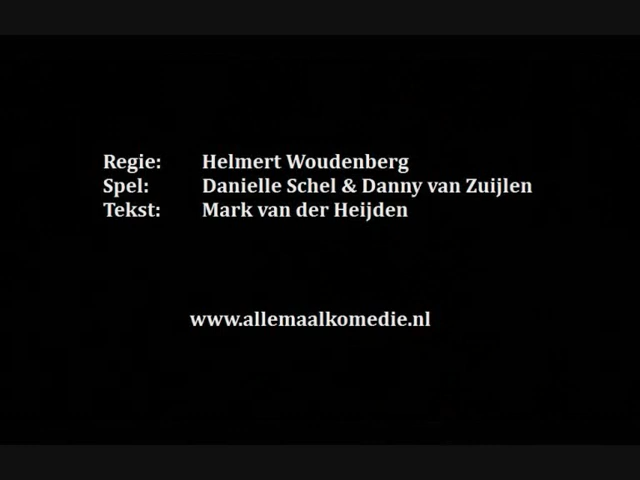 Regie: Helmert Woudenberg
Spel: Danielle Schel & Danny van Zuijlen
Tekst: Mark van der Heijden
www.allemaalkomedie.nl